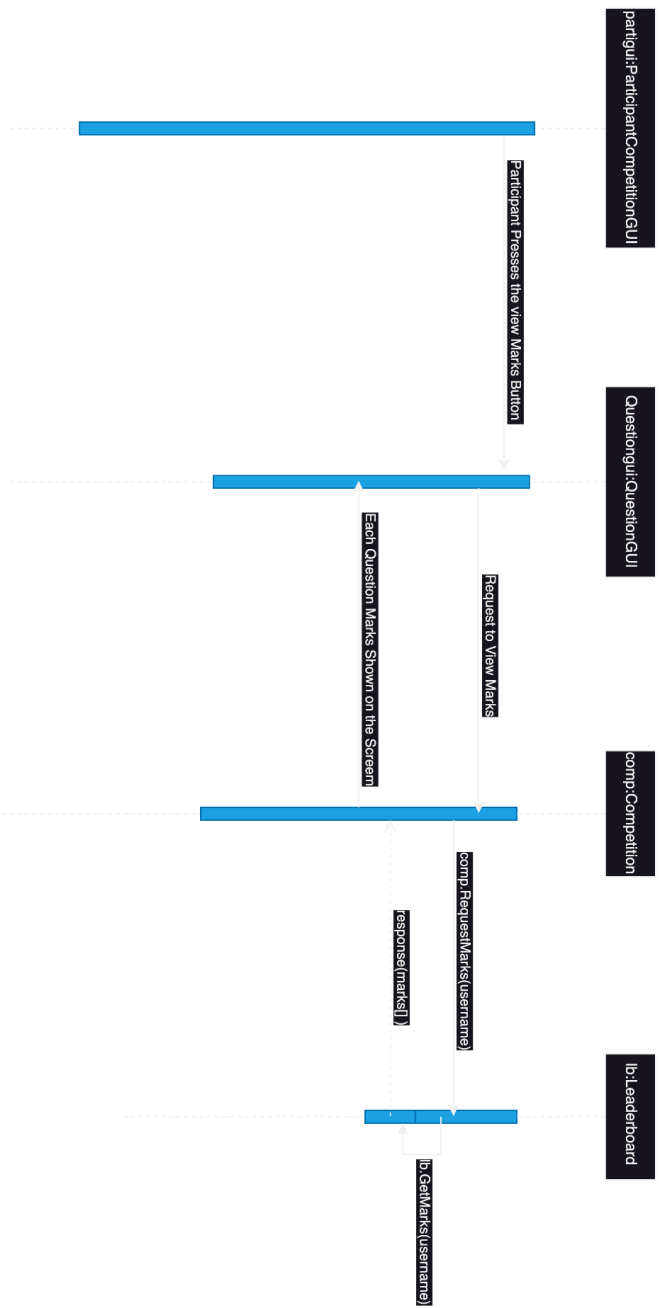 partigui:ParticipantCompetitionGUI
Questiongui:QuestionGUI
comp:Competition
lb:Leaderboard
Participant Presses the view Marks Button
Request to View Marks
comp.RequestMarks(username)
lb.GetMarks(username)
response(marks[] )
Each Question Marks Shown on the Screem